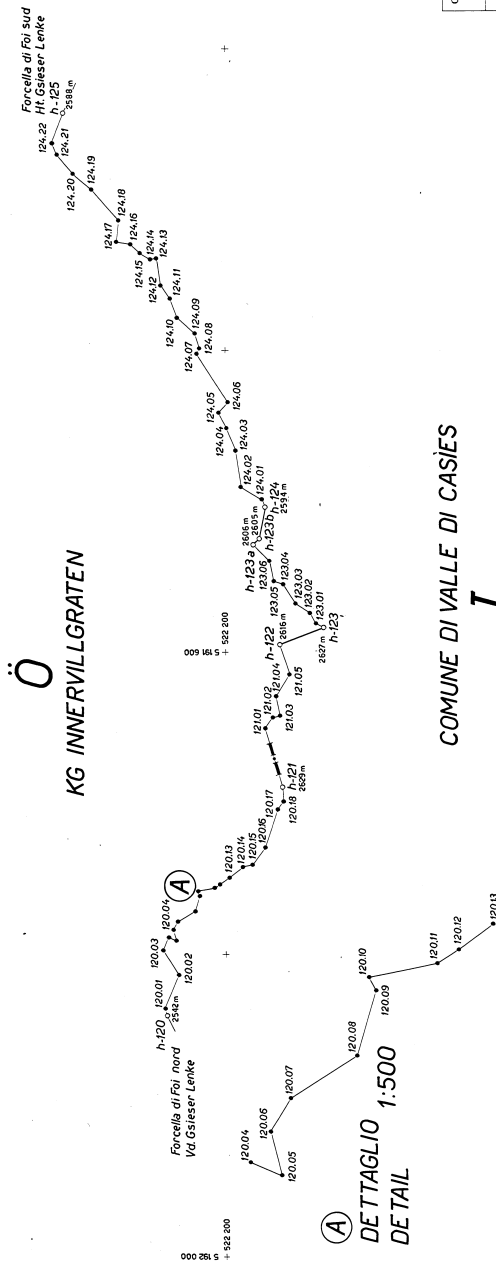 Ö
KG INNERVILLGRATEN
Forcella di Foi nord
Vd. Gsieser Lenke
h-120
2542 m
120.01
120.02
120.03
120.04
A
120.13
120.14
120.15
120.16
120.17
120.18
h-121
2629 m
121.01
121.02
121.03
121.04
121.05
h-122
2616 m
h-123
2627 m
123.01
123.02
123.03
123.04
123.05
123.06
h-123a
2606 m
h-123b
2605 m
h-124
2594 m
124.01
124.02
124.03
124.04
124.05
124.06
124.07
124.08
124.09
124.10
124.11
124.12
124.13
124.14
124.15
124.16
124.17
124.18
124.19
124.20
124.21
124.22
Forcella di Foi sud
Ht. Gsieser Lenke
h-125
2588 m
5 192 000
522 200
5 191 600
522 200
COMUNE DI VALLE DI CASÌES
I
A
DETTAGLIO
DETAIL
1:500
120.04
120.05
120.06
120.07
120.08
120.09
120.10
120.11
120.12
120.13